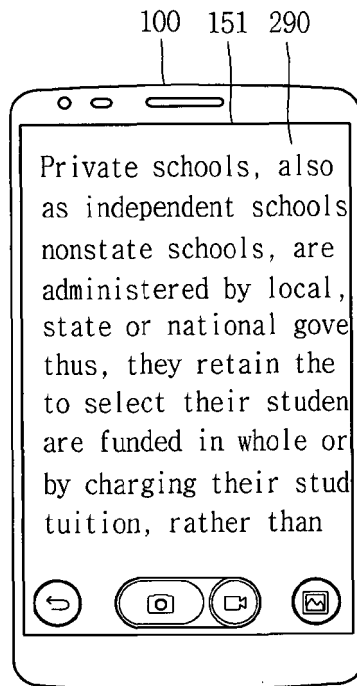 100 151 290
Private schools, also
as independent schools
nonstate schools, are
administered by local,
state or national gove
thus, they retain the
to select their studen
are funded in whole or
by charging their stud
tuition, rather than